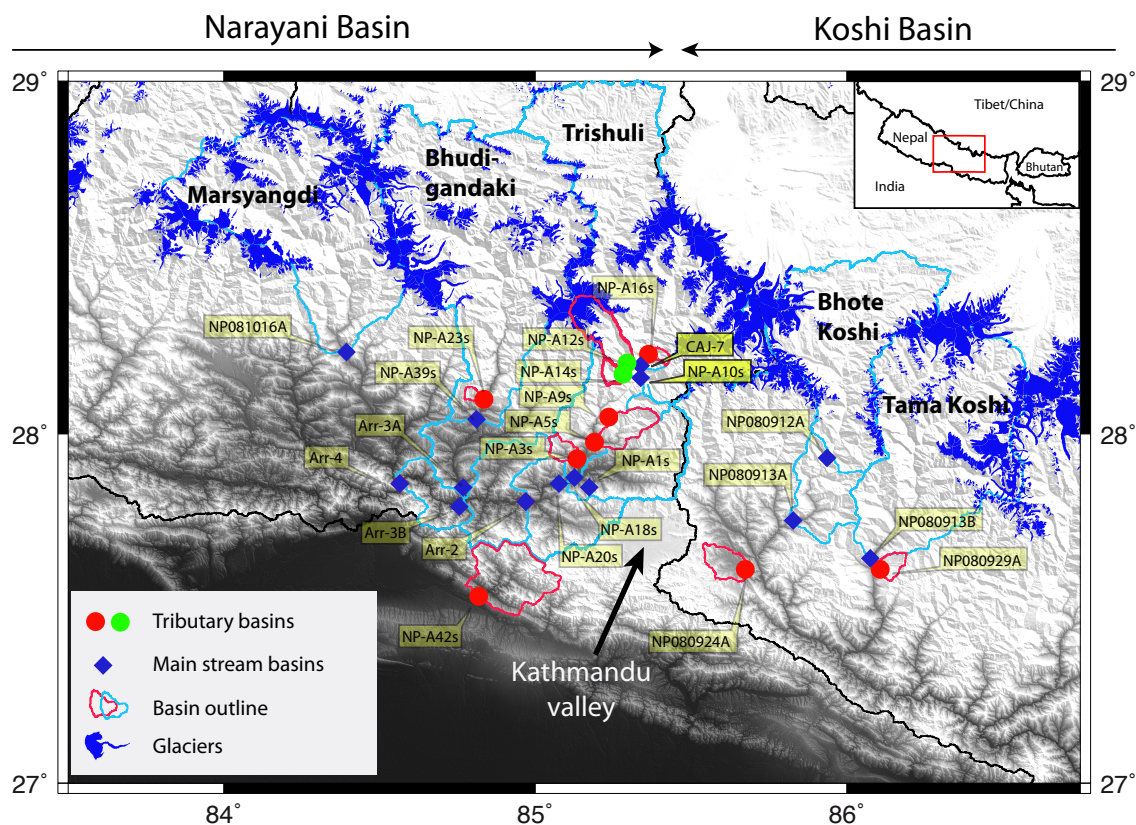 Narayani Basin
Koshi Basin
29°
29°
Tibet/China
Nepal
Bhutan
India
Trishuli
Bhudi-
gandaki
Marsyangdi
Bhote
Koshi
Tama Koshi
NP-A16s
NP081016A
NP-A23s
NP-A12s
CAJ-7
NP-A39s
NP-A14s
NP-A10s
NP-A9s
NP-A5s
NP080912A
Arr-3A
28°
28°
NP-A3s
Arr-4
NP-A1s
NP080913A
Arr-3B
Arr-2
NP-A18s
NP-A20s
NP080913B
NP080929A
NP-A42s
NP080924A
Kathmandu
valley
Tributary basins
Main stream basins
Basin outline
Glaciers
27°
27°
84°
85°
86°